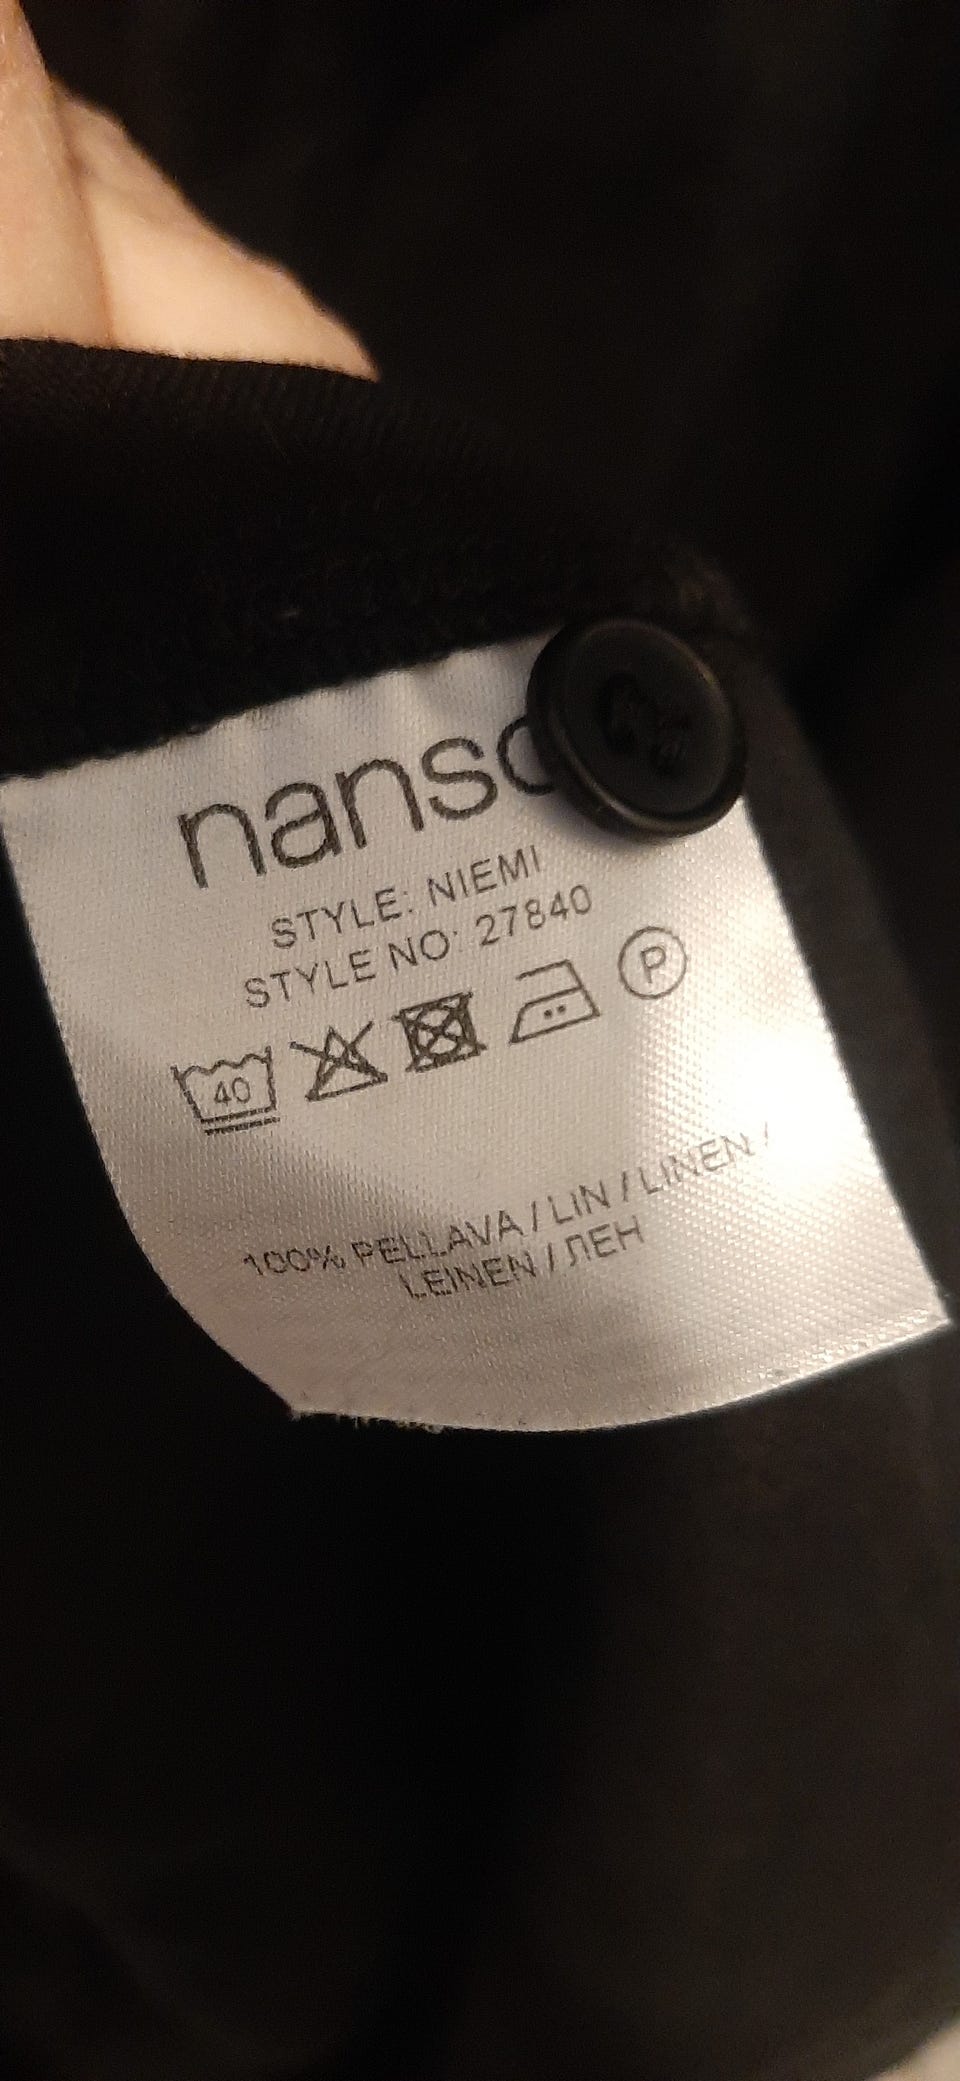 nanso
STYLE: NIEMI
STYLE NO: 27840
40 P
100% PELLAVA / LIN / LINEN /
LEINEN / ЛЕН